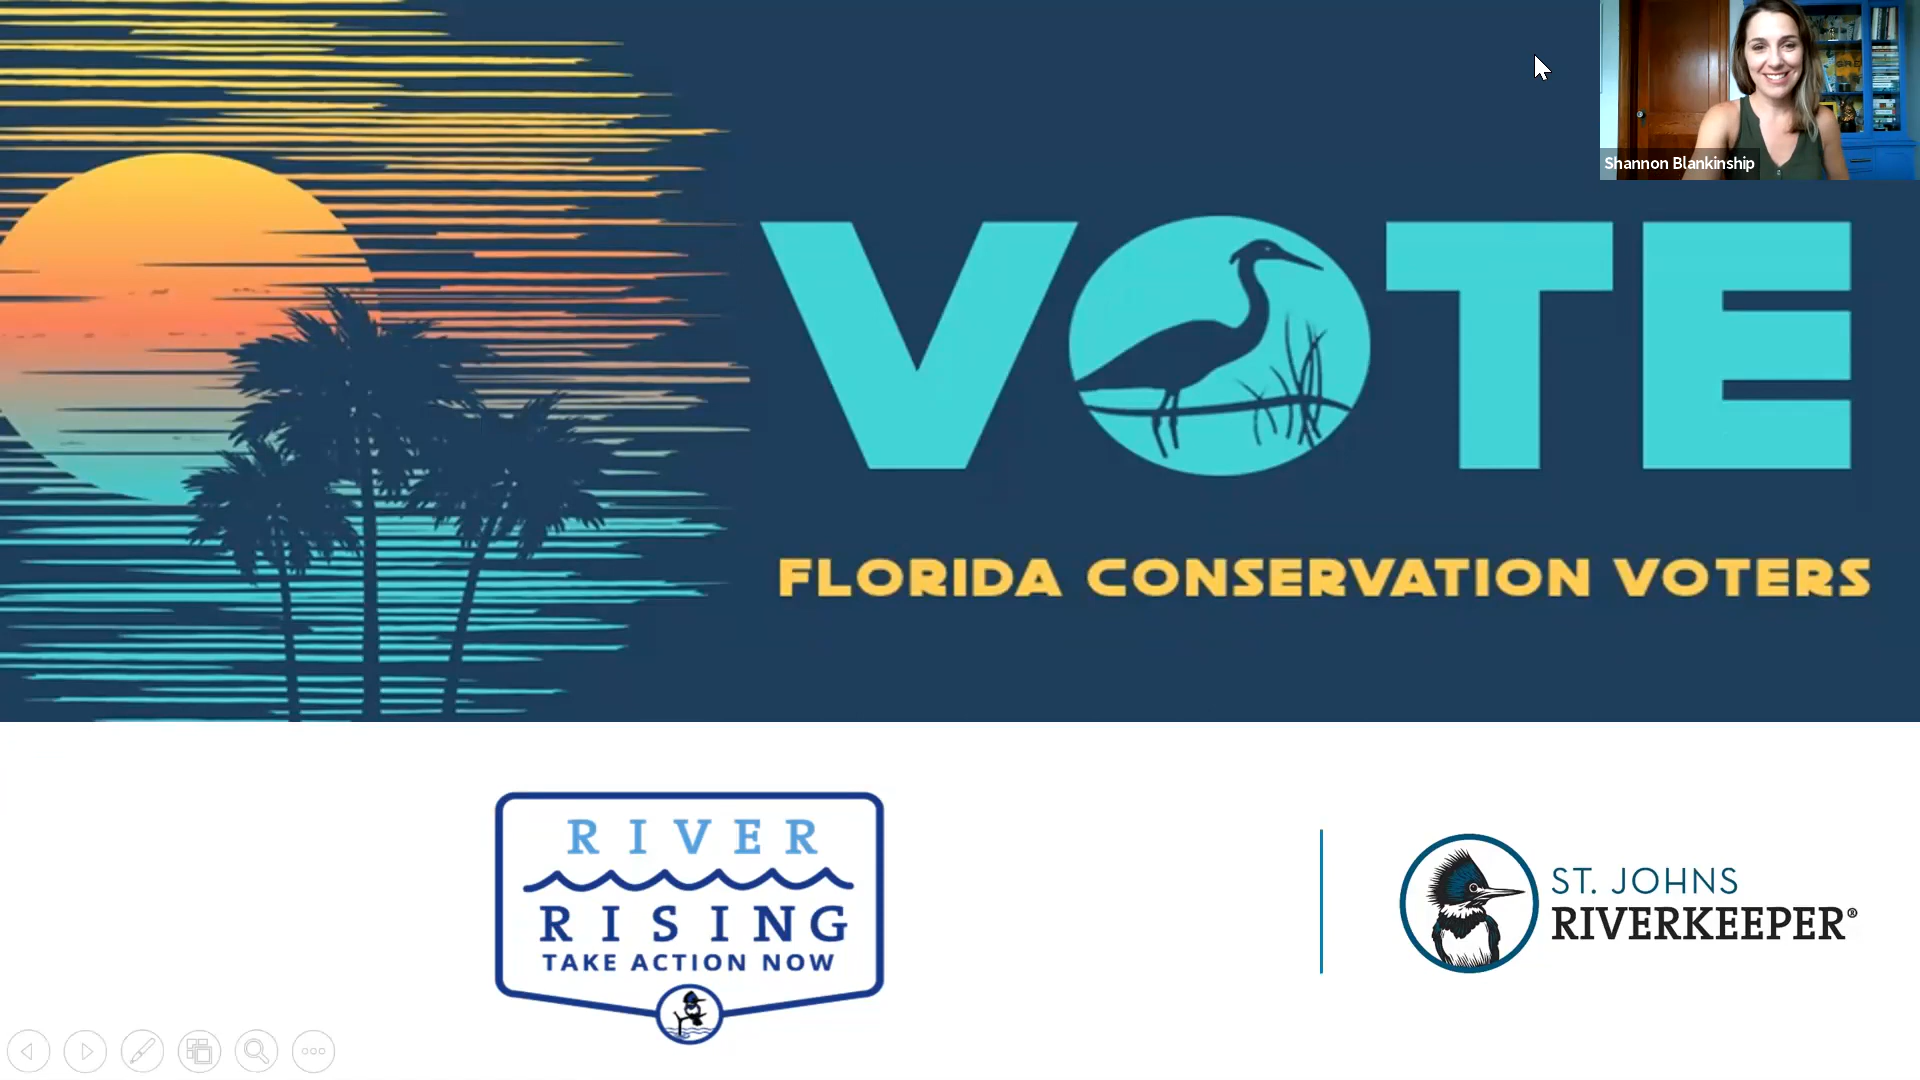 Shannon Blankinship
VOTE
FLORIDA CONSERVATION VOTERS
RIVER
RISING
TAKE ACTION NOW
ST. JOHNS
RIVERKEEPER®